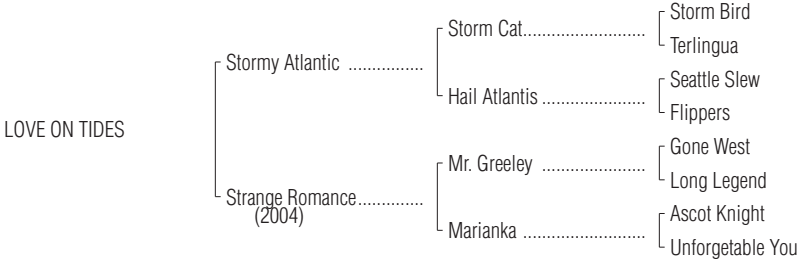 Storm Bird
Storm Cat..........................
Terlingua
Stormy Atlantic ................
Seattle Slew
Hail Atlantis ......................
Flippers
LOVE ON TIDES
Gone West
Mr. Greeley ......................
Long Legend
Strange Romance..............
(2004)
Ascot Knight
Marianka ..........................
Unforgetable You